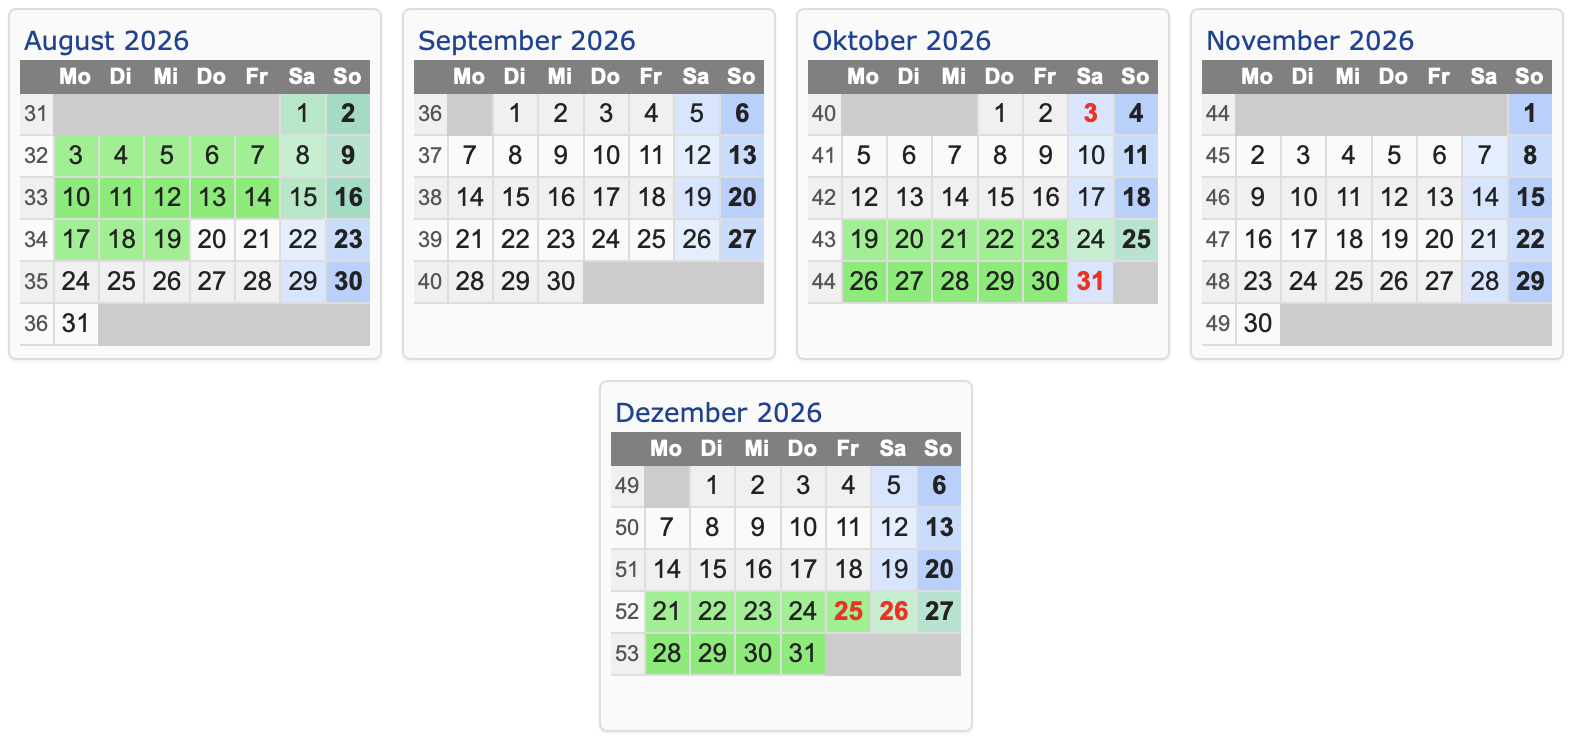 August 2026
Mo Di Mi Do Fr Sa So
31 1 2
32 3 4 5 6 7 8 9
33 10 11 12 13 14 15 16
34 17 18 19 20 21 22 23
35 24 25 26 27 28 29 30
36 31
September 2026
Mo Di Mi Do Fr Sa So
36 1 2 3 4 5 6
37 7 8 9 10 11 12 13
38 14 15 16 17 18 19 20
39 21 22 23 24 25 26 27
40 28 29 30
Oktober 2026
Mo Di Mi Do Fr Sa So
40 1 2 3 4
41 5 6 7 8 9 10 11
42 12 13 14 15 16 17 18
43 19 20 21 22 23 24 25
44 26 27 28 29 30 31
November 2026
Mo Di Mi Do Fr Sa So
44 1
45 2 3 4 5 6 7 8
46 9 10 11 12 13 14 15
47 16 17 18 19 20 21 22
48 23 24 25 26 27 28 29
49 30
Dezember 2026
Mo Di Mi Do Fr Sa So
49 1 2 3 4 5 6
50 7 8 9 10 11 12 13
51 14 15 16 17 18 19 20
52 21 22 23 24 25 26 27
53 28 29 30 31